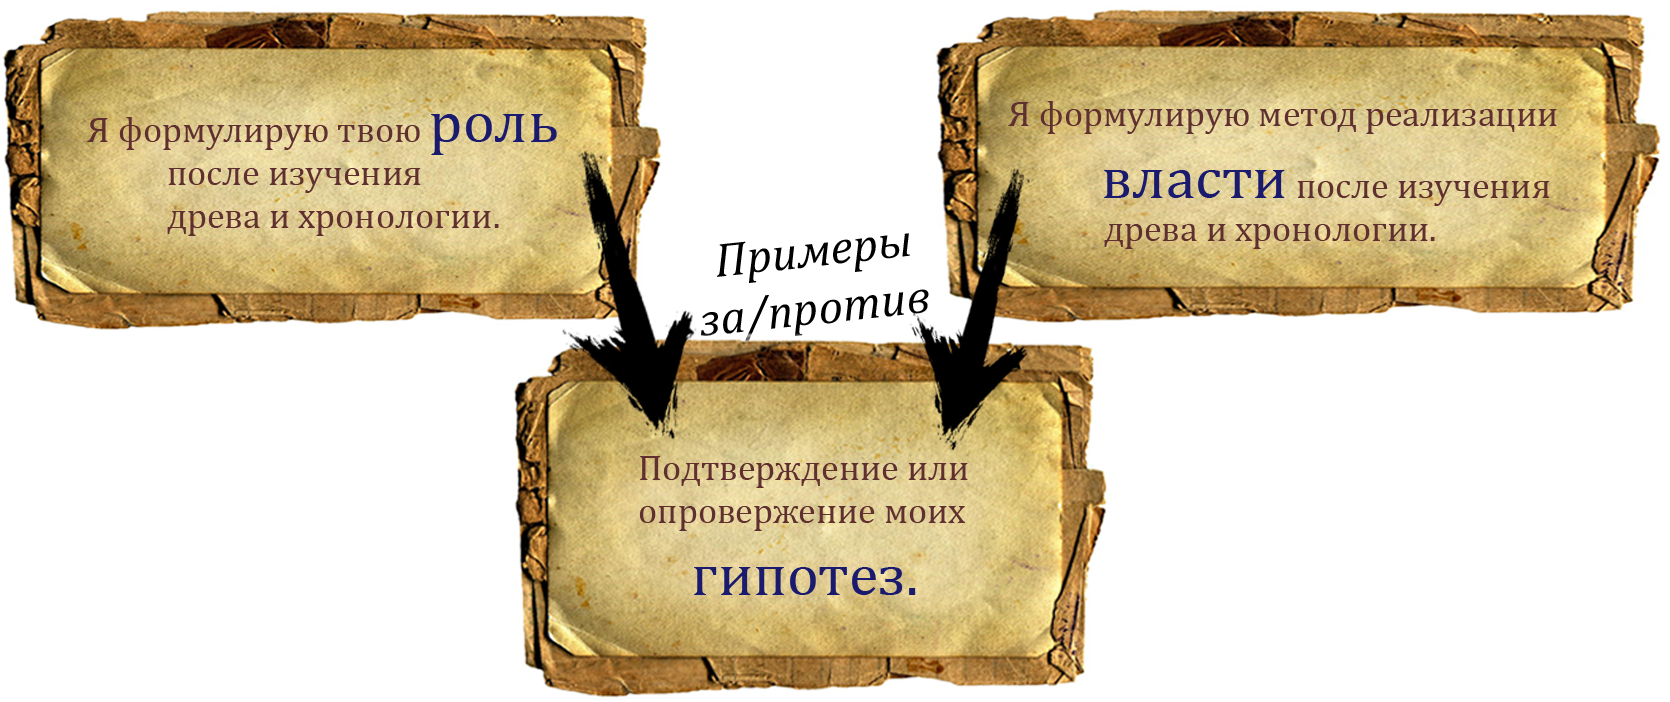 Я формулирую твою роль
после изучения
древа и хронологии.
Я формулирую метод реализации
власти после изучения
древа и хронологии.
Примеры
за/против
Подтверждение или
опровержение моих
гипотез.